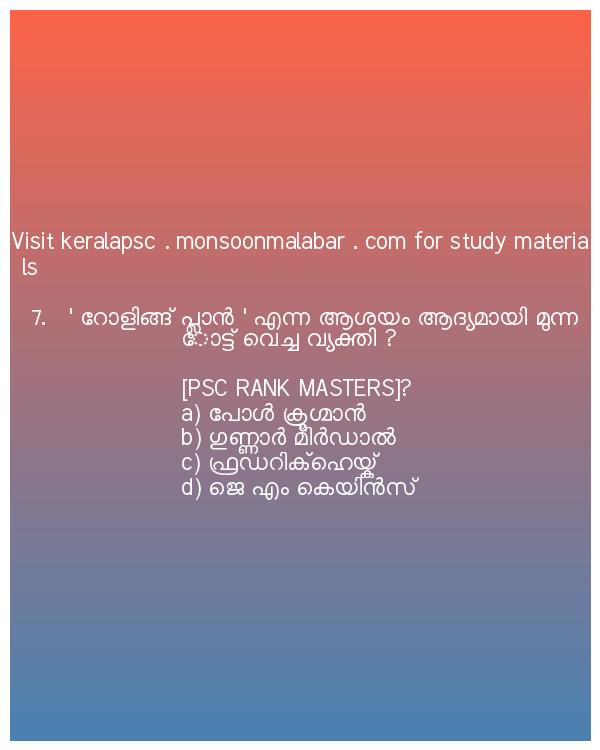 Visit keralapsc . monsoonmalabar . com for study materia
ls
7. ' റോളിങ്ങ് പ്ലാൻ ' എന്ന ആശയം ആദ്യമായി മുന്ന
ോട്ട് വെച്ച വ്യക്തി ?
[PSC RANK MASTERS]?
a) പോൾ ക്രൂഗ്മാൻ
b) ഗുണ്ണാർ മിർഡാൽ
c) ഫ്രഡറിക്ഹെയ്ക്
d) ജെ എം കെയിൻസ്